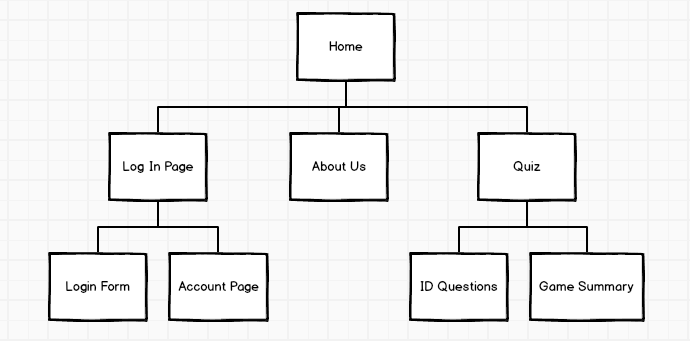 Home
Log In Page
About Us
Quiz
Login Form
Account Page
ID Questions
Game Summary